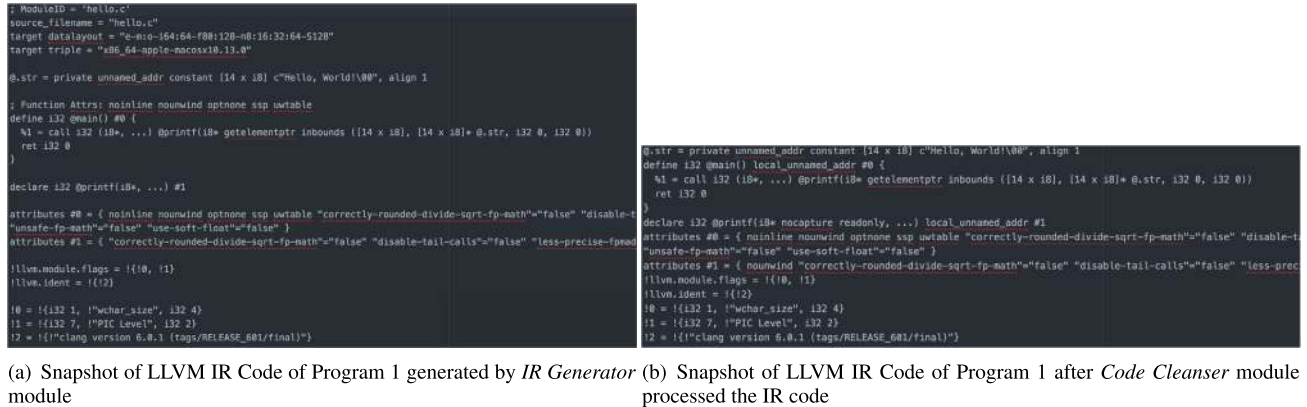 ; ModuleID = 'hello.c'
source_filename = "hello.c"
target datalayout = "e-m:o-i64:64-f80:128-n8:16:32:64-S128"
target triple = "x86_64-apple-macosx10.13.0"
@.str = private unnamed_addr constant [14 x i8] c"Hello, World!\00", align 1
; Function Attrs: noinline nounwind optnone ssp uwtable
define i32 @main() #0 {
%1 = call i32 (i8*, ...) @printf(i8* getelementptr inbounds ([14 x i8], [14 x i8]* @.str, i32 0, i32 0))
ret i32 0
}
declare i32 @printf(i8*, ...) #1
attributes #0 = { noinline nounwind optnone ssp uwtable "correctly-rounded-divide-sqrt-fp-math"="false" "disable-t
"unsafe-fp-math"="false" "use-soft-float"="false" }
attributes #1 = { "correctly-rounded-divide-sqrt-fp-math"="false" "disable-tail-calls"="false" "less-precise-fpmad
!llvm.module.flags = !{!0, !1}
!llvm.ident = !{!2}
!0 = !{i32 1, !"wchar_size", i32 4}
!1 = !{i32 7, !"PIC Level", i32 2}
!2 = !{!"clang version 6.0.1 (tags/RELEASE_601/final)"}
(a) Snapshot of LLVM IR Code of Program 1 generated by IR Generator
module
@.str = private unnamed_addr constant [14 x i8] c"Hello, World!\00", align 1
define i32 @main() local_unnamed_addr #0 {
%1 = call i32 (i8*, ...) @printf(i8* getelementptr inbounds ([14 x i8], [14 x i8]* @.str, i32 0, i32 0))
ret i32 0
}
declare i32 @printf(i8* nocapture readonly, ...) local_unnamed_addr #1
attributes #0 = { noinline nounwind optnone ssp uwtable "correctly-rounded-divide-sqrt-fp-math"="false" "disable-ta
"unsafe-fp-math"="false" "use-soft-float"="false" }
attributes #1 = { nounwind "correctly-rounded-divide-sqrt-fp-math"="false" "disable-tail-calls"="false" "less-prec
!llvm.module.flags = !{!0, !1}
!llvm.ident = !{!2}
!0 = !{i32 1, !"wchar_size", i32 4}
!1 = !{i32 7, !"PIC Level", i32 2}
!2 = !{!"clang version 6.0.1 (tags/RELEASE_601/final)"}
(b) Snapshot of LLVM IR Code of Program 1 after Code Cleanser module
processed the IR code